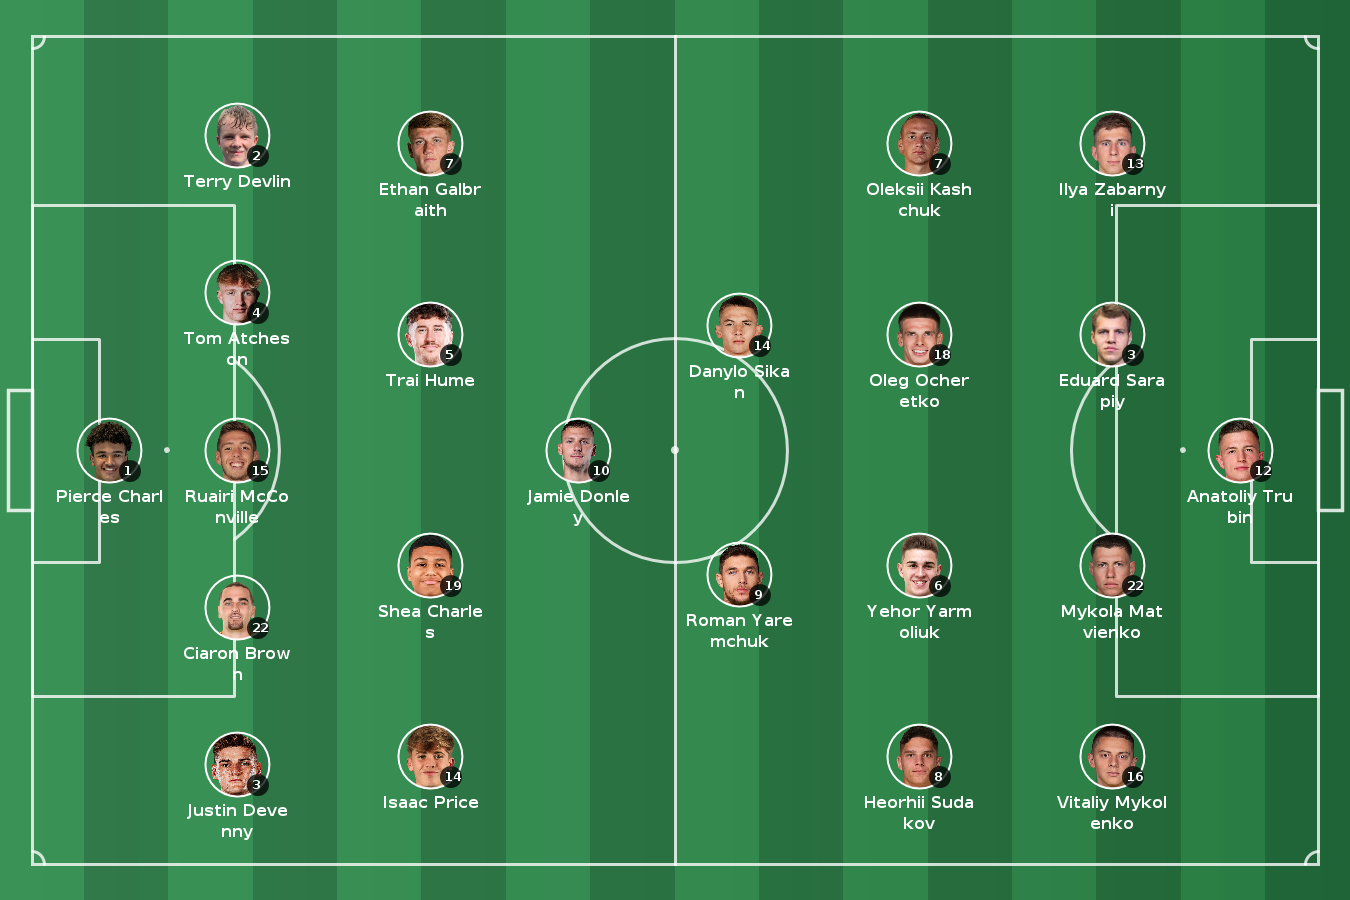 2
Terry Devlin
7
Ethan Galbr
aith
7
Oleksii Kash
chuk
13
Ilya Zabarny
i
4
Tom Atches
on
5
Trai Hume
14
Danylo Sika
n
18
Oleg Ocher
etko
3
Eduard Sara
piy
1
Pierce Charl
es
15
Ruairi McCo
nville
10
Jamie Donle
y
12
Anatoliy Tru
bin
22
Ciaron Brow
n
19
Shea Charle
s
9
Roman Yare
mchuk
6
Yehor Yarm
oliuk
22
Mykola Mat
vienko
3
Justin Deve
nny
14
Isaac Price
8
Heorhii Suda
kov
16
Vitaliy Mykol
enko